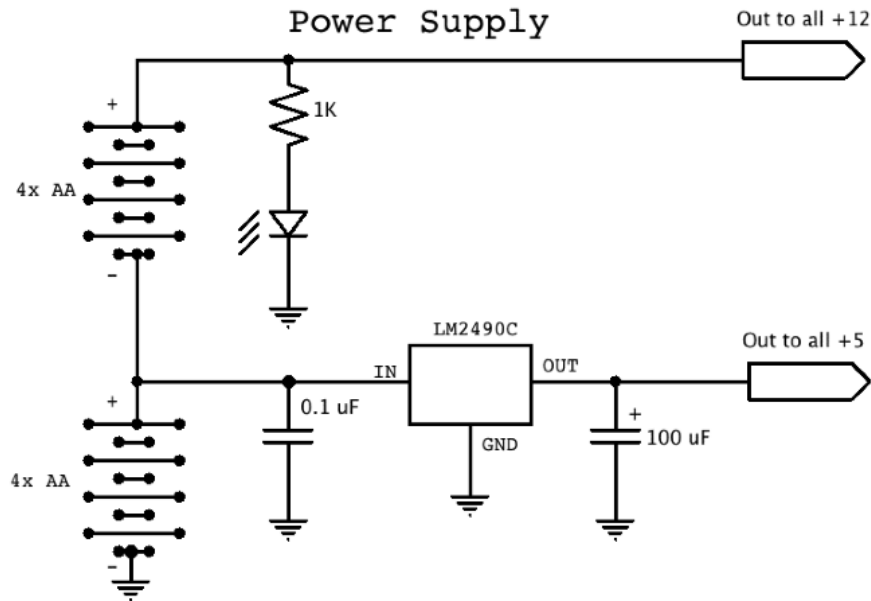 Power Supply
Out to all +12
+
1K
4x AA
-
LM2490C
Out to all +5
IN
OUT
+
0.1 uF
+
GND
100 uF
4x AA
-